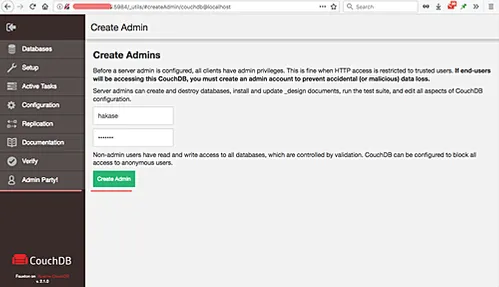 :5984/_utils/#createAdmin/couchdb@localhost
Search
Create Admin
Databases
Setup
Active Tasks
Configuration
Replication
Documentation
Verify
Admin Party!
CouchDB
Fauxton on
v. 2.1.0
Create Admins
Before a server admin is configured, all clients have admin privileges. This is fine when HTTP access is restricted to trusted users. If end-users
will be accessing this CouchDB, you must create an admin account to prevent accidental (or malicious) data loss.
Server admins can create and destroy databases, install and update _design documents, run the test suite, and edit all aspects of CouchDB
configuration.
hakase
•••••••
Non-admin users have read and write access to all databases, which are controlled by validation. CouchDB can be configured to block all
access to anonymous users.
Create Admin